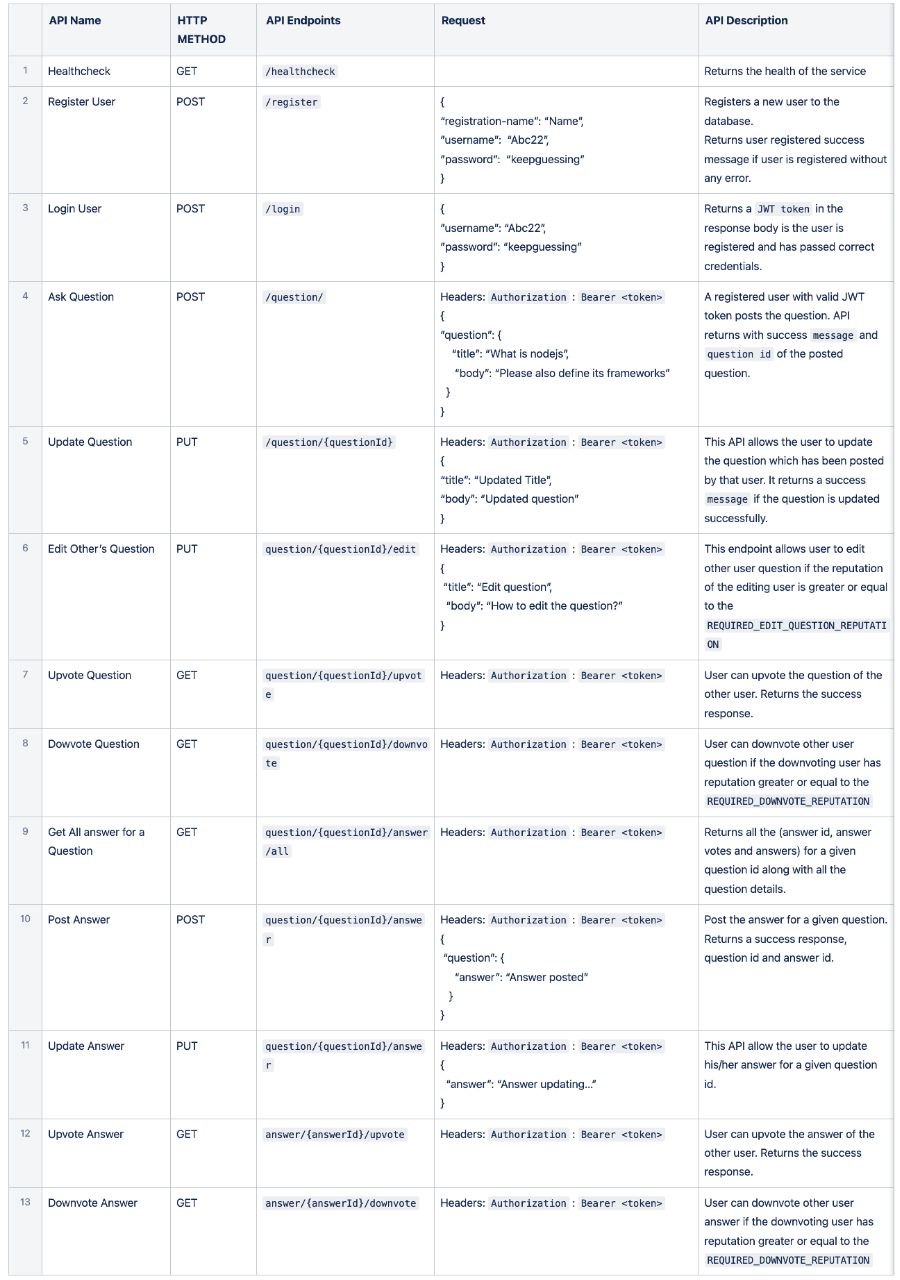 API Name HTTP METHOD API Endpoints Request API Description
1 Healthcheck GET /healthcheck Returns the health of the service
2 Register User POST /register
{
“registration-name”: “Name”,
“username”: “Abc22”,
“password”: “keepguessing”
}
Registers a new user to the
database.
Returns user registered success
message if user is registered without
any error.
3 Login User POST /login
{
“username”: “Abc22”,
“password”: “keepguessing”
}
Returns a JWT token in the
response body is the user is
registered and has passed correct
credentials.
4 Ask Question POST /question/
Headers: Authorization : Bearer <token>
{
“question”: {
“title”: “What is nodejs”,
“body”: “Please also define its frameworks”
}
}
A registered user with valid JWT
token posts the question. API
returns with success message and
question id of the posted
question.
5 Update Question PUT /question/{questionId}
Headers: Authorization : Bearer <token>
{
“title”: “Updated Title”,
“body”: “Updated question”
}
This API allows the user to update
the question which has been posted
by that user. It returns a success
message if the question is updated
successfully.
6 Edit Other’s Question PUT question/{questionId}/edit
Headers: Authorization : Bearer <token>
{
“title”: “Edit question”,
“body”: “How to edit the question?”
}
This endpoint allows user to edit
other user question if the reputation
of the editing user is greater or equal
to the
REQUIRED_EDIT_QUESTION_REPUTATI
ON
7 Upvote Question GET question/{questionId}/upvot
e
Headers: Authorization : Bearer <token>
User can upvote the question of the
other user. Returns the success
response.
8 Dowvote Question GET question/{questionId}/downvo
te
Headers: Authorization : Bearer <token>
User can downvote other user
question if the downvoting user has
reputation greater or equal to the
REQUIRED_DOWNVOTE_REPUTATION
9 Get All answer for a
Question
GET question/{questionId}/answer
/all
Headers: Authorization : Bearer <token>
Returns all the (answer id, answer
votes and answers) for a given
question id along with all the
question details.
10 Post Answer POST question/{questionId}/answe
r
Headers: Authorization : Bearer <token>
{
“question”: {
“answer”: “Answer posted”
}
}
Post the answer for a given question.
Returns a success response,
question id and answer id.
11 Update Answer PUT question/{questionId}/answe
r
Headers: Authorization : Bearer <token>
{
“answer”: “Answer updating...”
}
This API allow the user to update
his/her answer for a given question
id.
12 Upvote Answer GET answer/{answerId}/upvote
Headers: Authorization : Bearer <token>
User can upvote the answer of the
other user. Returns the success
response.
13 Downvote Answer GET answer/{answerId}/downvote
Headers: Authorization : Bearer <token>
User can downvote other user
answer if the downvoting user has
reputation greater or equal to the
REQUIRED_DOWNVOTE_REPUTATION